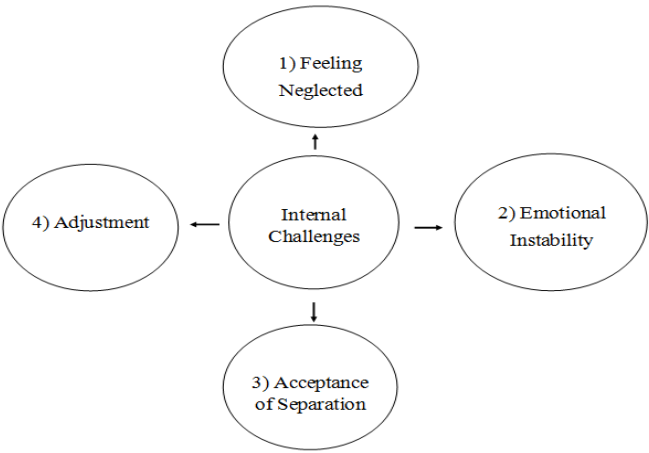 1) Feeling
Neglected
Internal
Challenges
2) Emotional
Instability
3) Acceptance
of Separation
4) Adjustment